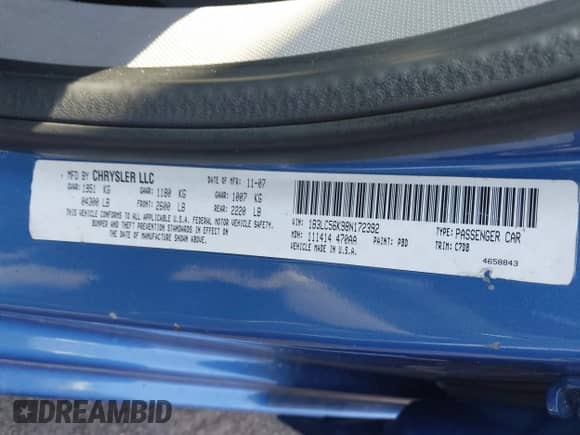 MFD BY CHRYSLER LLC DATE OF MFR: 11-07
GVWR: 1951 KG GAWR: 1180 KG GAWR: 1007 KG
04300 LB FRONT: 2600 LB REAR: 2220 LB
THIS VEHICLE CONFORMS TO ALL APPLICABLE U.S.A. FEDERAL MOTOR VEHICLE SAFETY,
BUMPER AND THEFT PREVENTION STANDARDS IN EFFECT ON
THE DATE OF MANUFACTURE SHOWN ABOVE.
VIN: 1B3LC56K98N172392 TYPE: PASSENGER CAR
MDH: 111414 470AA PAINT: PBD TRIM: C7DB
VEHICLE MADE IN U.S.A.
4658843
DREAMBID